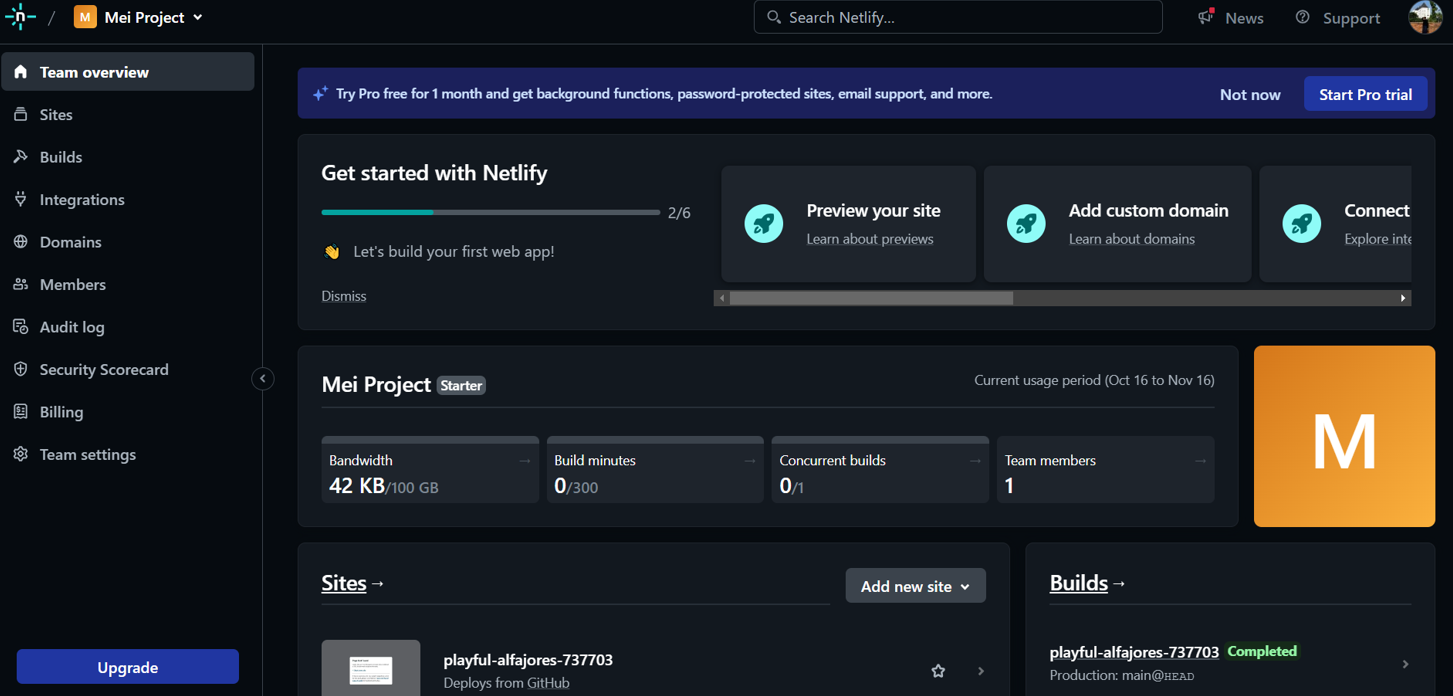 n / M Mei Project
Search Netlify...
News
Support
Team overview
Sites
Builds
Integrations
Domains
Members
Audit log
Security Scorecard
Billing
Team settings
Upgrade
Try Pro free for 1 month and get background functions, password-protected sites, email support, and more.
Not now
Start Pro trial
Get started with Netlify
2/6
👋 Let's build your first web app!
Dismiss
Preview your site
Learn about previews
Add custom domain
Learn about domains
Connect
Explore inte
Mei Project Starter
Current usage period (Oct 16 to Nov 16)
Bandwidth →
42 KB/100 GB
Build minutes →
0/300
Concurrent builds →
0/1
Team members →
1
M
Sites →
Add new site
playful-alfajores-737703
Deploys from GitHub
Builds →
playful-alfajores-737703 Completed
Production: main@HEAD